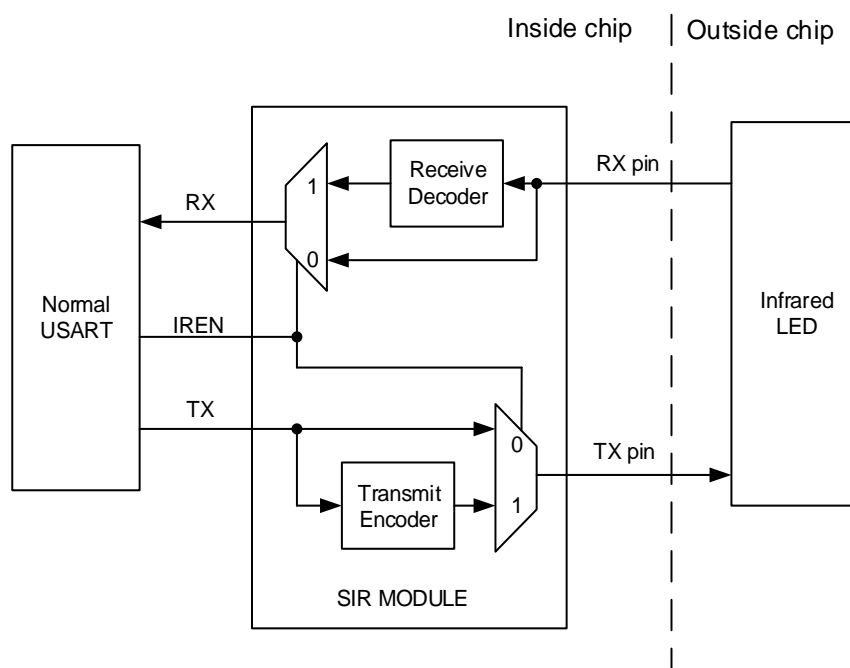 Inside chip
Outside chip
1
Receive
Decoder
RX pin
RX
0
Normal
USART
IREN
Infrared
LED
TX
0
TX pin
Transmit
Encoder
1
SIR MODULE